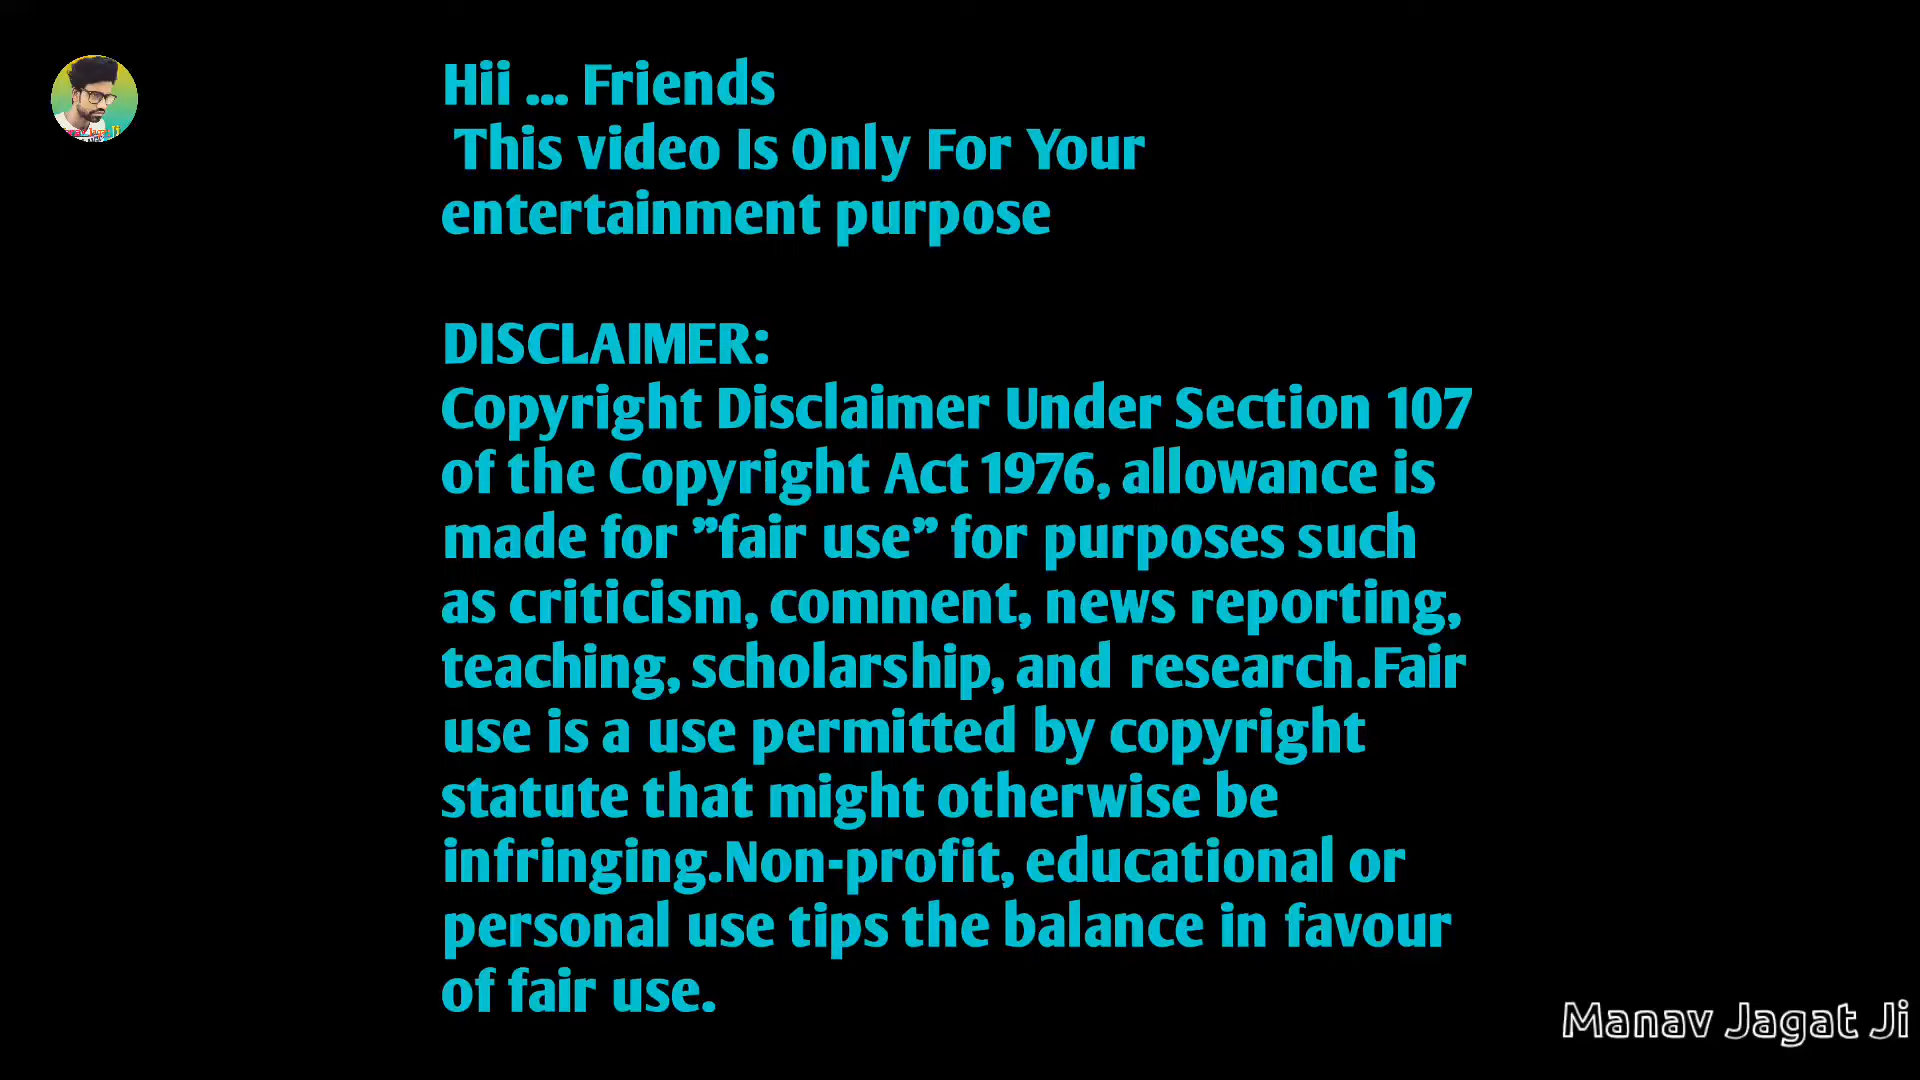 Hii ... Friends
This video Is Only For Your
entertainment purpose
DISCLAIMER:
Copyright Disclaimer Under Section 107
of the Copyright Act 1976, allowance is
made for ”fair use” for purposes such
as criticism, comment, news reporting,
teaching, scholarship, and research.Fair
use is a use permitted by copyright
statute that might otherwise be
infringing.Non-profit, educational or
personal use tips the balance in favour
of fair use.
Manav Jagat Ji